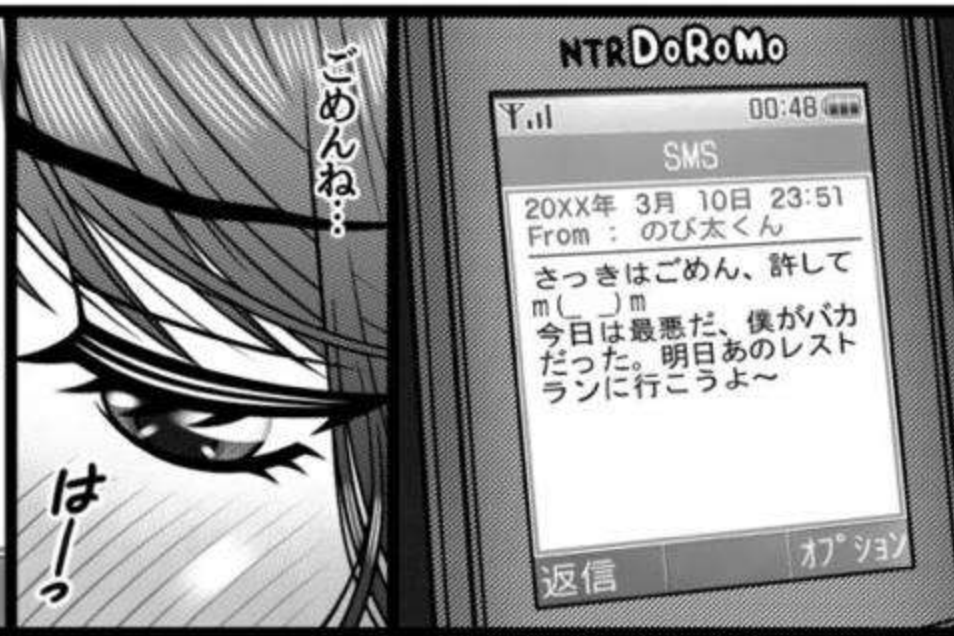 ごめんね…
はーっ
NTRDoRoMo
00:48
SMS
20XX年 3月 10日 23:51
From : のび太くん
さっきはごめん、許して
m(_ _)m
今日は最悪だ、僕がバカ
だった。明日あのレスト
ランに行こうよ～
返信
オプション